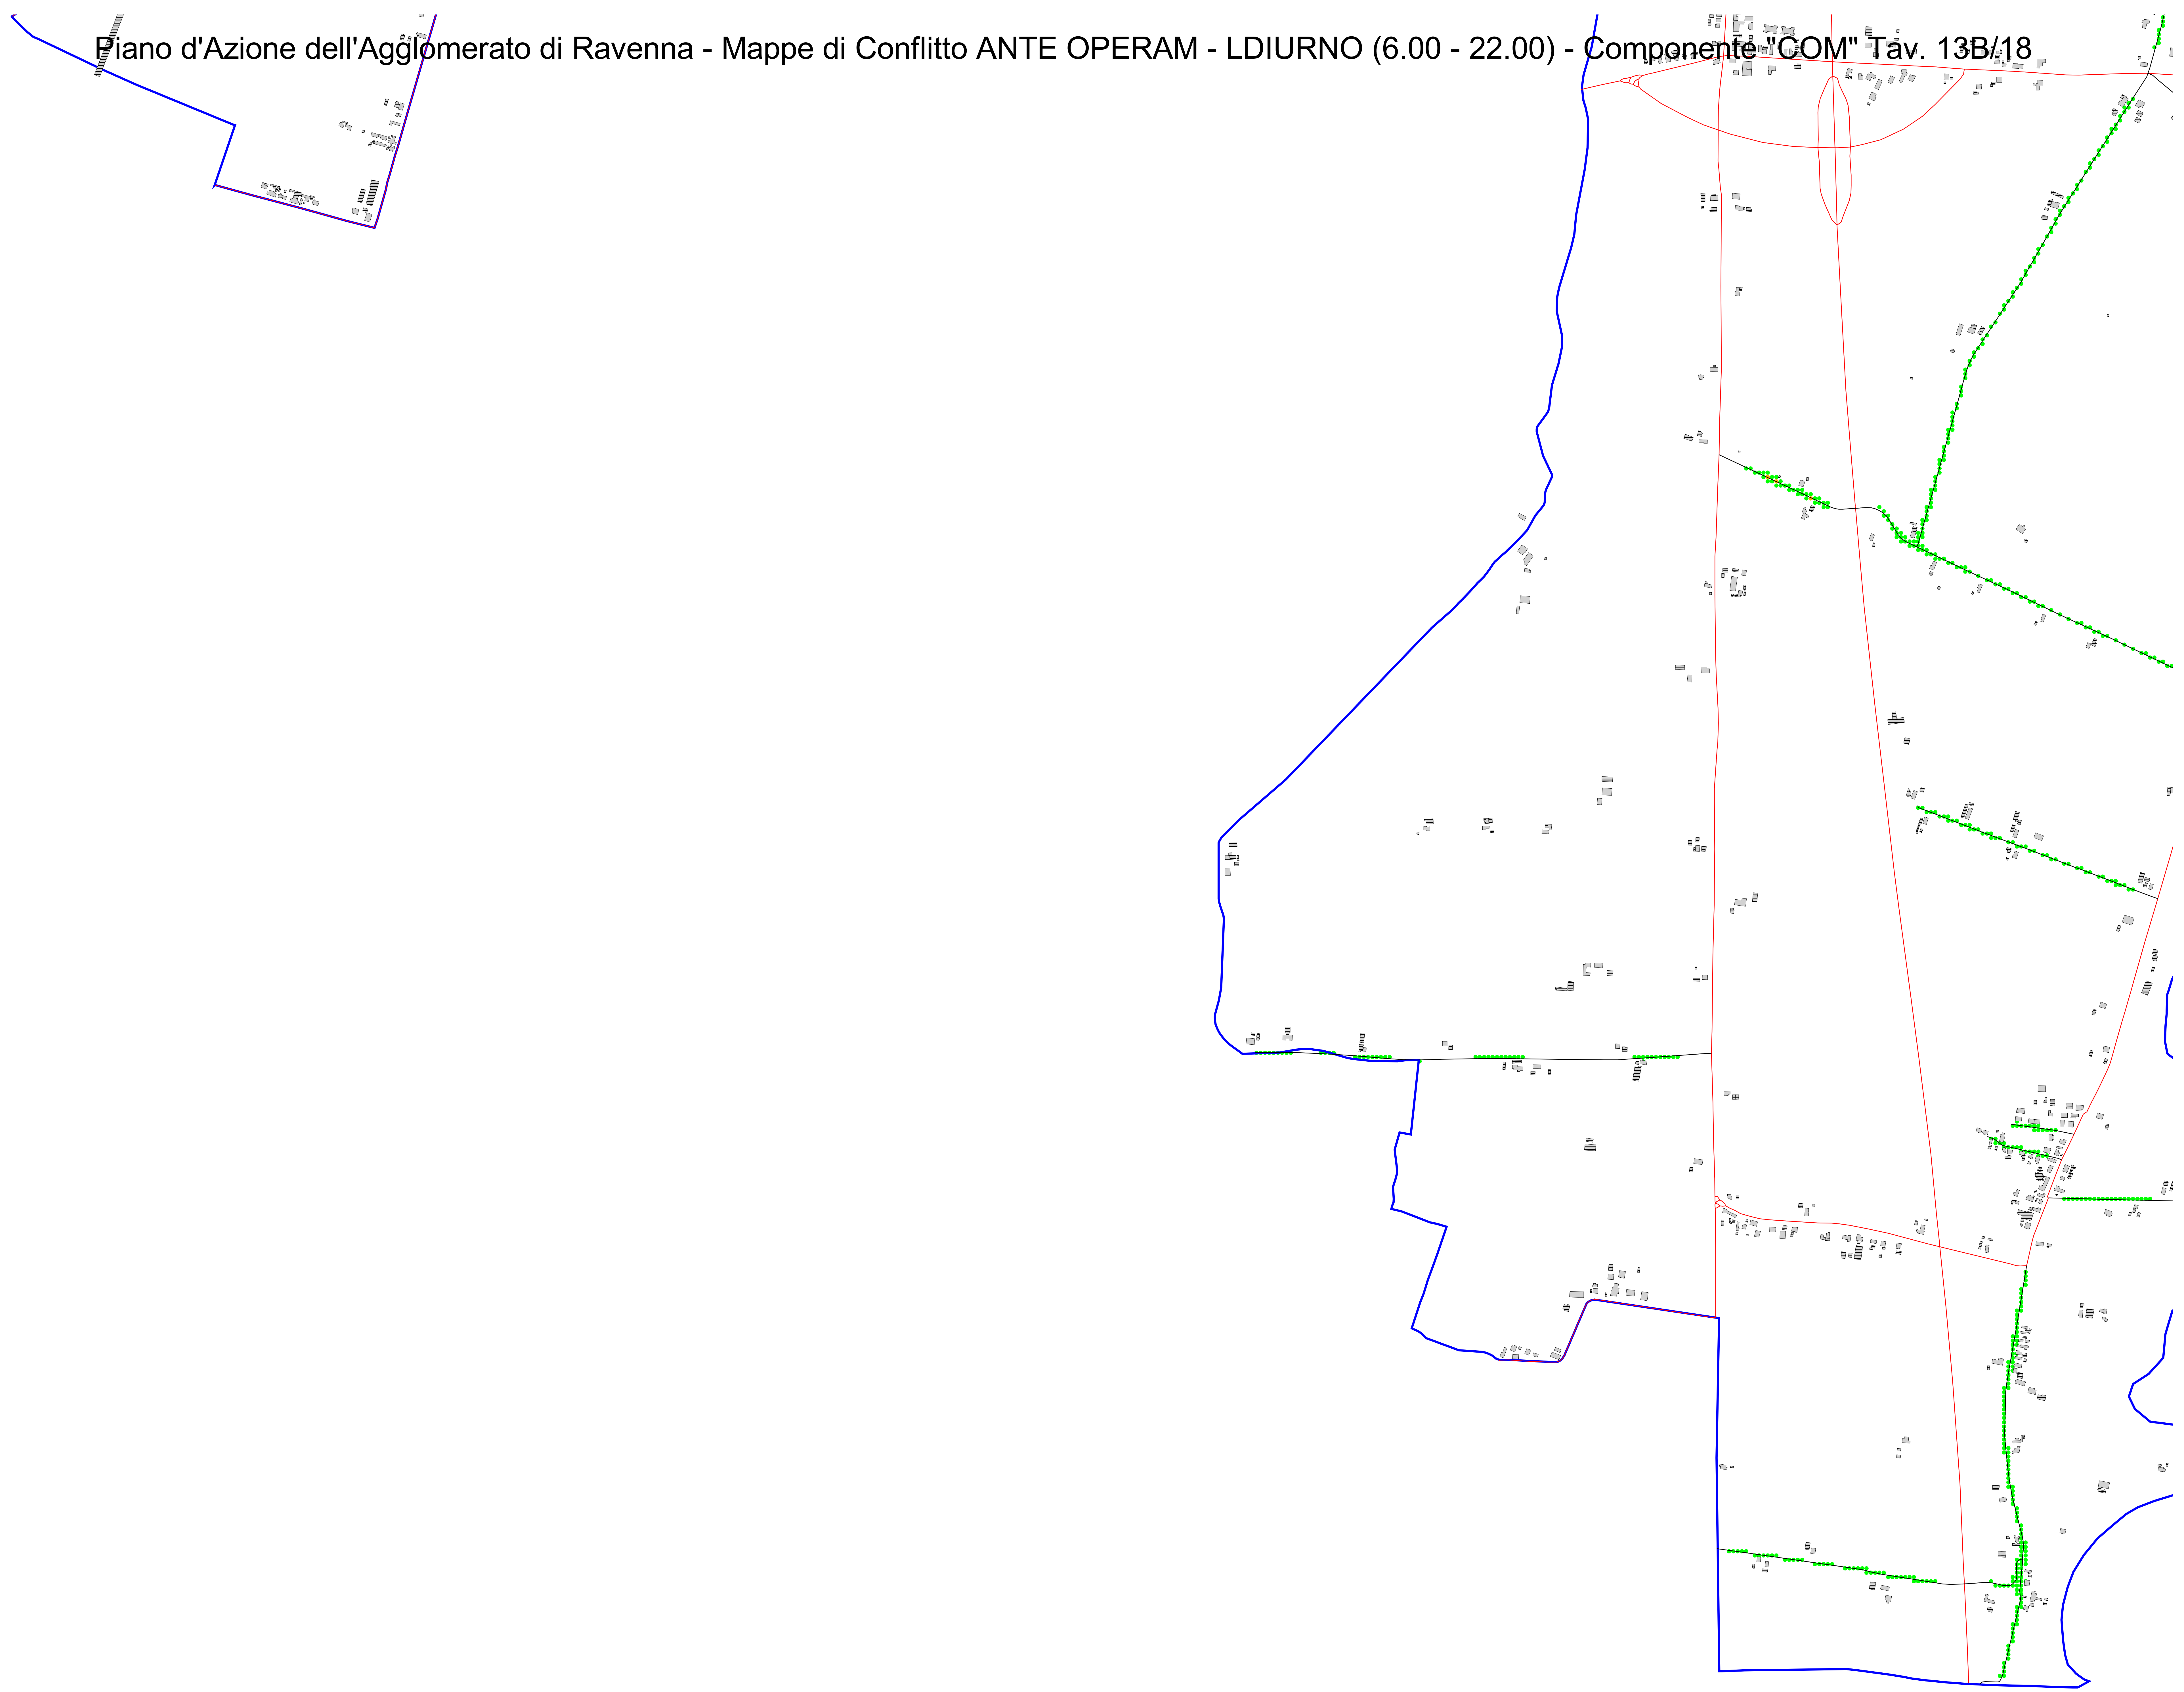 Piano d'Azione dell'Agglomerato di Ravenna - Mappe di Conflitto ANTE OPERAM - LDIURNO (6.00 - 22.00) - Componente "COM" Tav. 13B/18